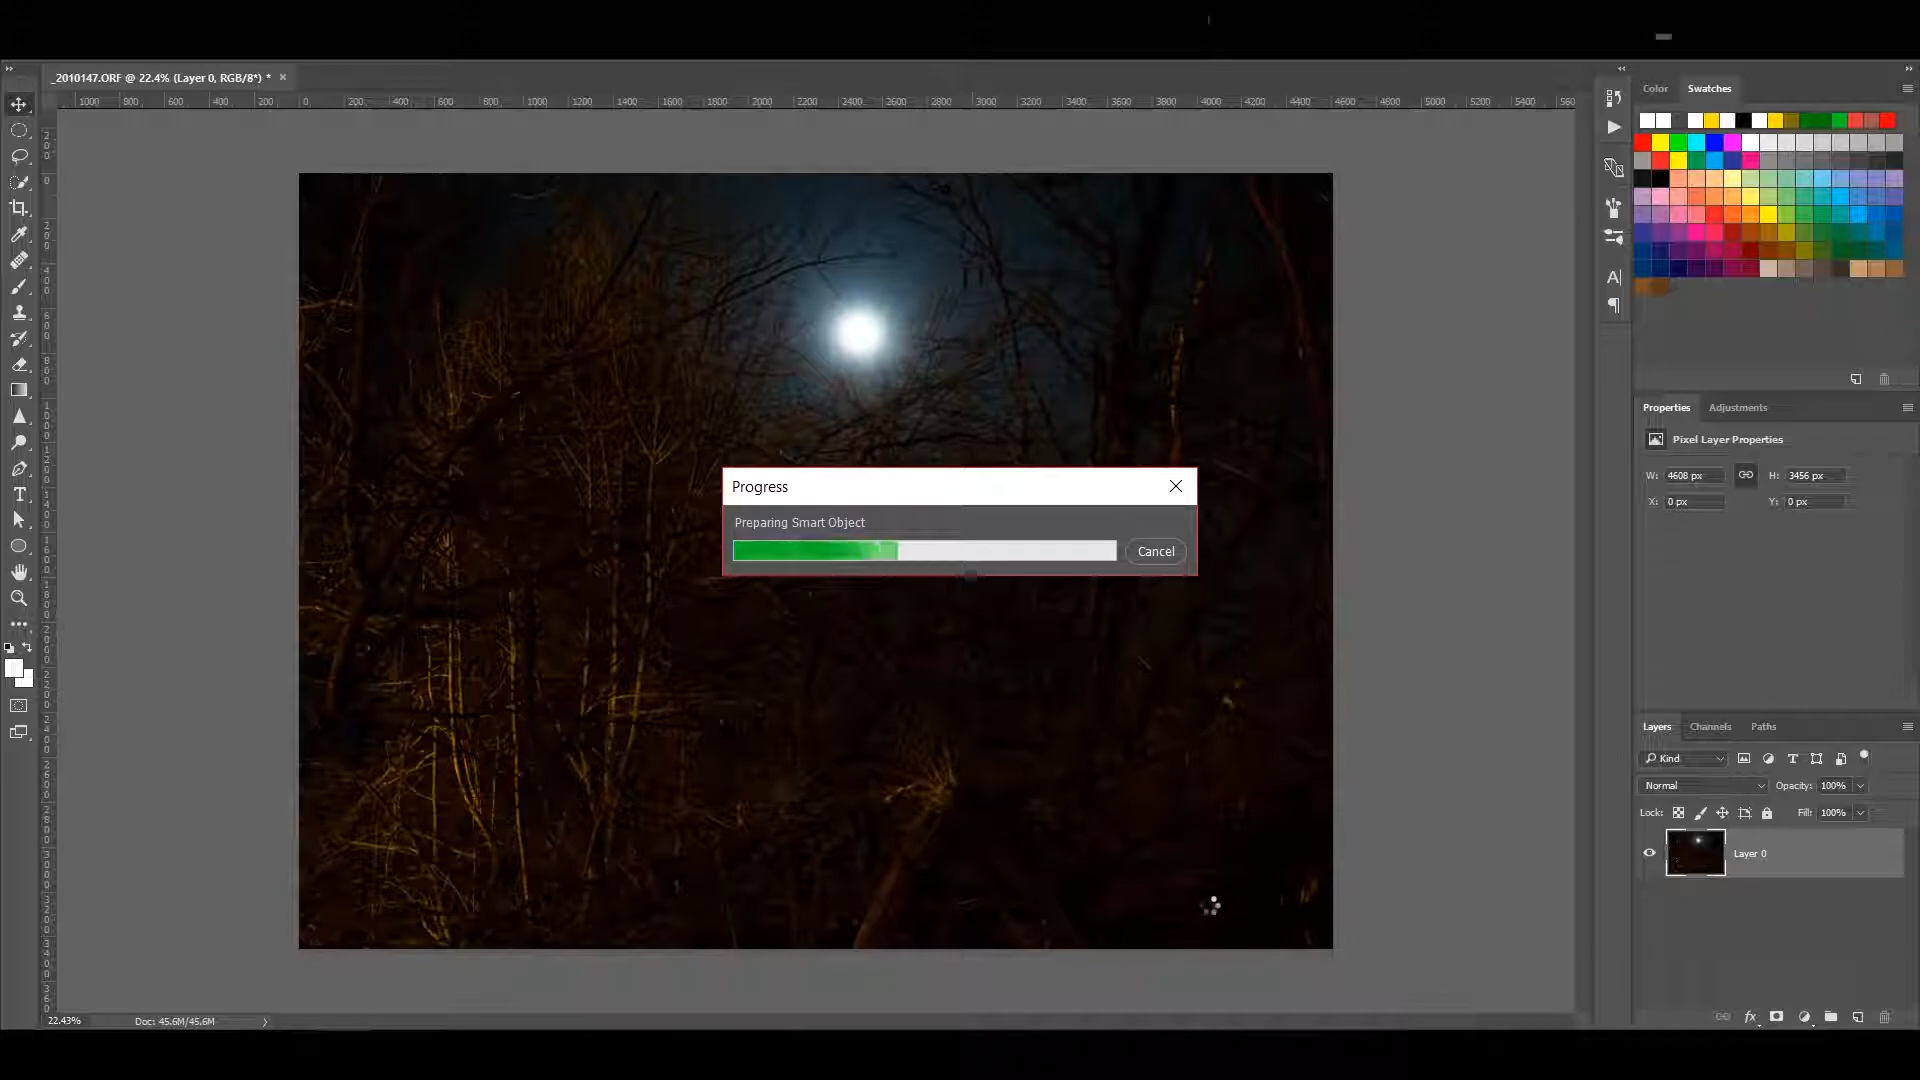 _2010147.ORF @ 22.4% (Layer 0, RGB/8*) *
1000 800 600 400 200 0 200 400 600 800 1000 1200 1400 1600 1800 2000 2200 2400 2600 2800 3000 3200 3400 3600 3800 4000 4200 4400 4600 4800 5000 5200 5400 560
Color Swatches
Progress
Preparing Smart Object
Cancel
Properties Adjustments
Pixel Layer Properties
W: 4608 px H: 3456 px
X: 0 px Y: 0 px
Layers Channels Paths
Kind
Normal Opacity: 100%
Lock: Fill: 100%
Layer 0
22.43% Doc: 45.6M/45.6M